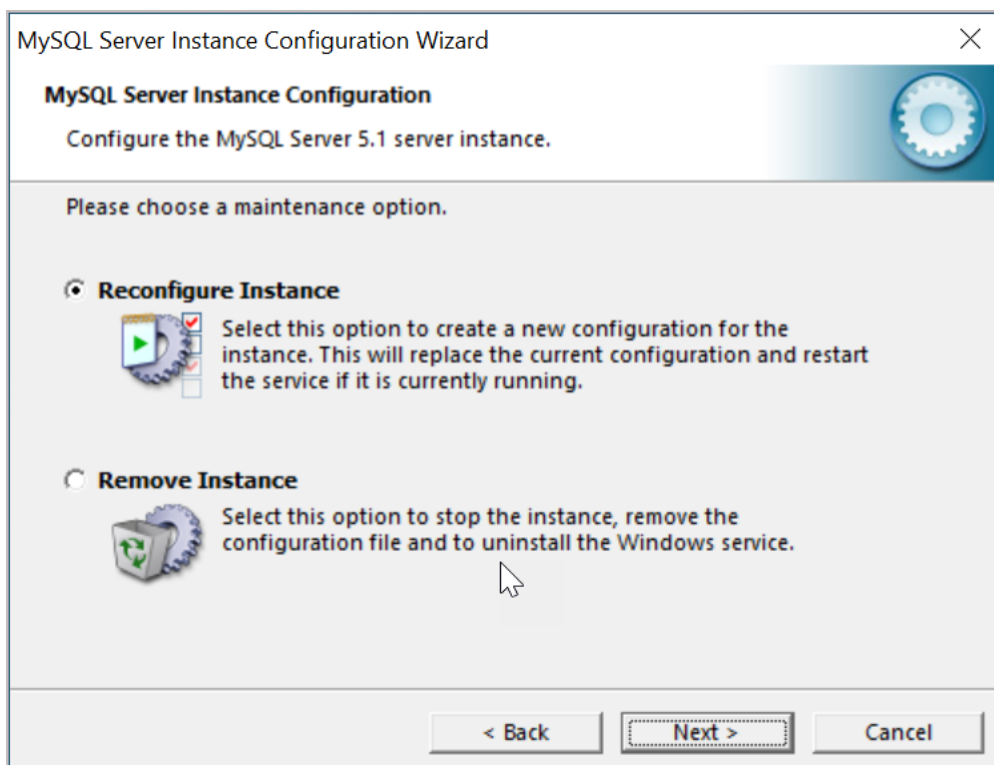 MySQL Server Instance Configuration Wizard
MySQL Server Instance Configuration
Configure the MySQL Server 5.1 server instance.
Please choose a maintenance option.
Reconfigure Instance
Select this option to create a new configuration for the
instance. This will replace the current configuration and restart
the service if it is currently running.
Remove Instance
Select this option to stop the instance, remove the
configuration file and to uninstall the Windows service.
< Back
Next >
Cancel